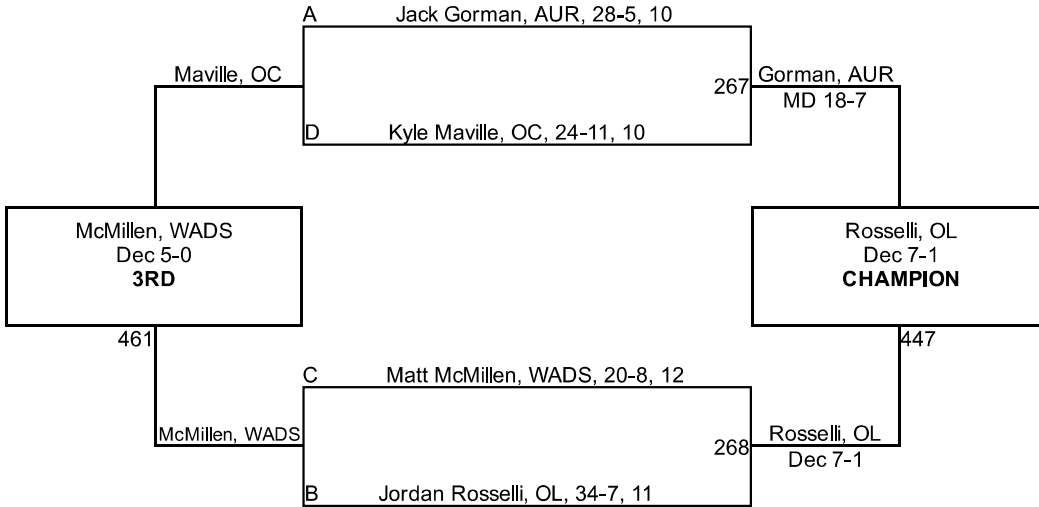 A Jack Gorman, AUR, 28-5, 10
Maville, OC
267
Gorman, AUR
MD 18-7
D Kyle Maville, OC, 24-11, 10
McMillen, WADS
Dec 5-0
3RD
Rosselli, OL
Dec 7-1
CHAMPION
461
447
C Matt McMillen, WADS, 20-8, 12
McMillen, WADS
268
Rosselli, OL
Dec 7-1
B Jordan Rosselli, OL, 34-7, 11